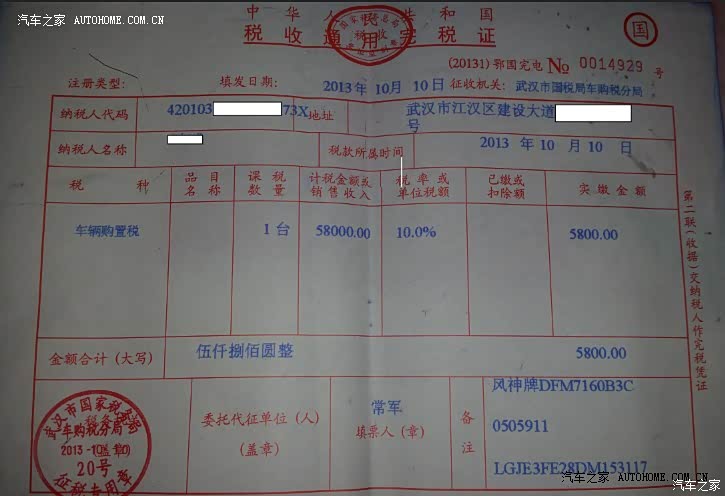 汽车之家 AUTOHOME.COM.CN
中华人民共和国
税收通用完税证
国
(20131) 鄂国完电 № 0014929 号
注册类型: 填发日期: 2013年 10月 10日 征收机关: 武汉市国税局车购税分局
纳税人代码 420103 73X 地址 武汉市江汉区建设大道
号
纳税人名称 税款所属时间 2013 年 10 月 10 日
税 种 品目名称 课税数量 计税金额或销售收入 税率或单位税额 已缴或扣除额 实缴金额
车辆购置税 1 台 58000.00 10.0% 5800.00
金额合计 (大写) 伍仟捌佰圆整 5800.00
武汉市国家税务局
车购税分局
2013 -10(盖章)
20号
征税专用章
委托代征单位 (人)
(盖章)
常军
填票人 (章)
备注
风神牌DFM7160B3C
0505911
LGJE3FE28DM153117
第二联(收据)交纳税人作完税凭证
汽车之家 AUTOHOME.COM.CN